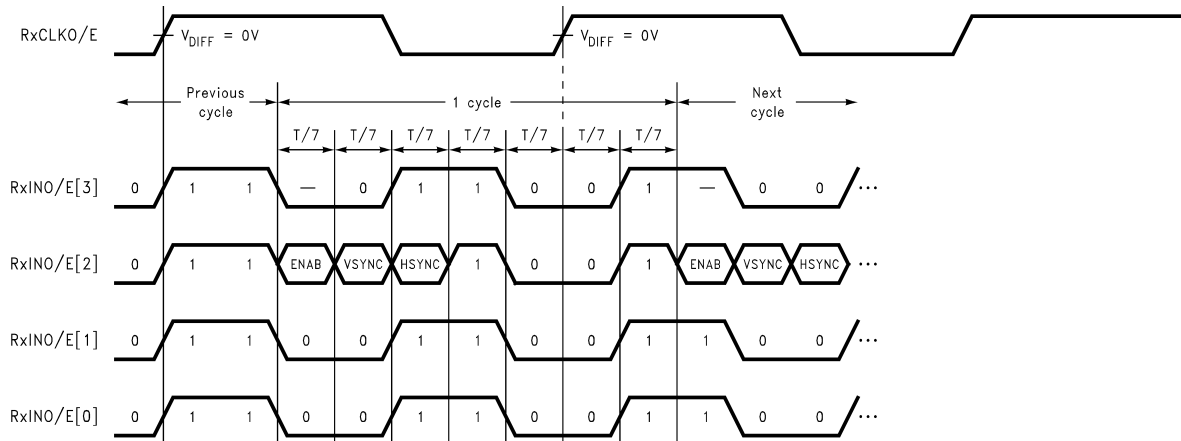 RxCLKO/E
V_DIFF = 0V V_DIFF = 0V
Previous cycle 1 cycle Next cycle
T/7 T/7 T/7 T/7 T/7 T/7 T/7
RxINO/E[3] 0 1 1 — 0 1 1 0 0 1 — 0 0 ...
RxINO/E[2] 0 1 1 ENAB VSYNC HSYNC 1 0 0 1 ENAB VSYNC HSYNC ...
RxINO/E[1] 0 1 1 0 0 1 1 0 0 1 1 0 0 ...
RxINO/E[0] 0 1 1 0 0 1 1 0 0 1 1 0 0 ...